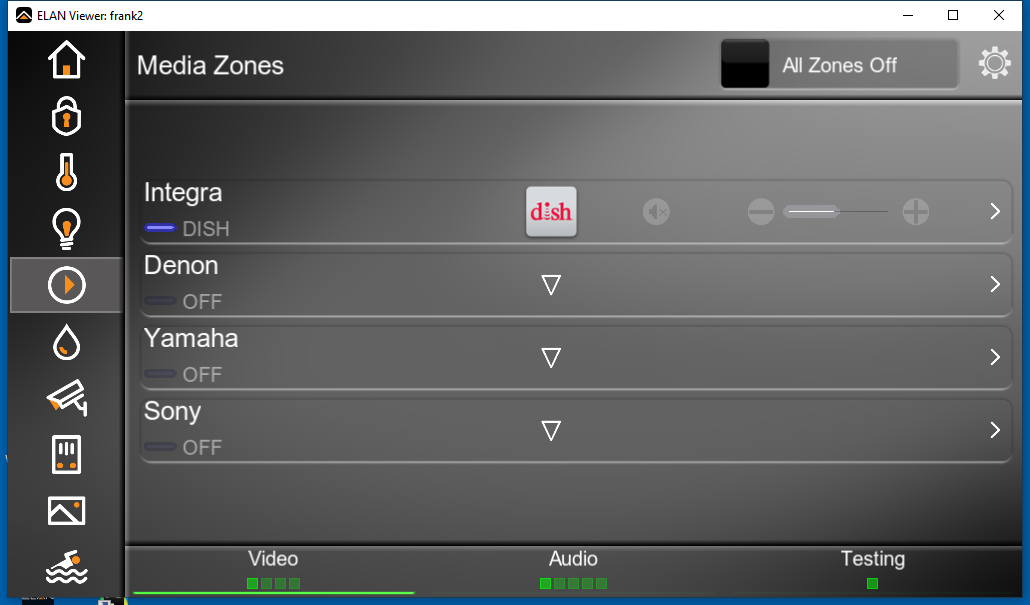 ELAN Viewer: frank2
Media Zones
All Zones Off
Integra
DISH
dish
Denon
OFF
Yamaha
OFF
Sony
OFF
Video
Audio
Testing